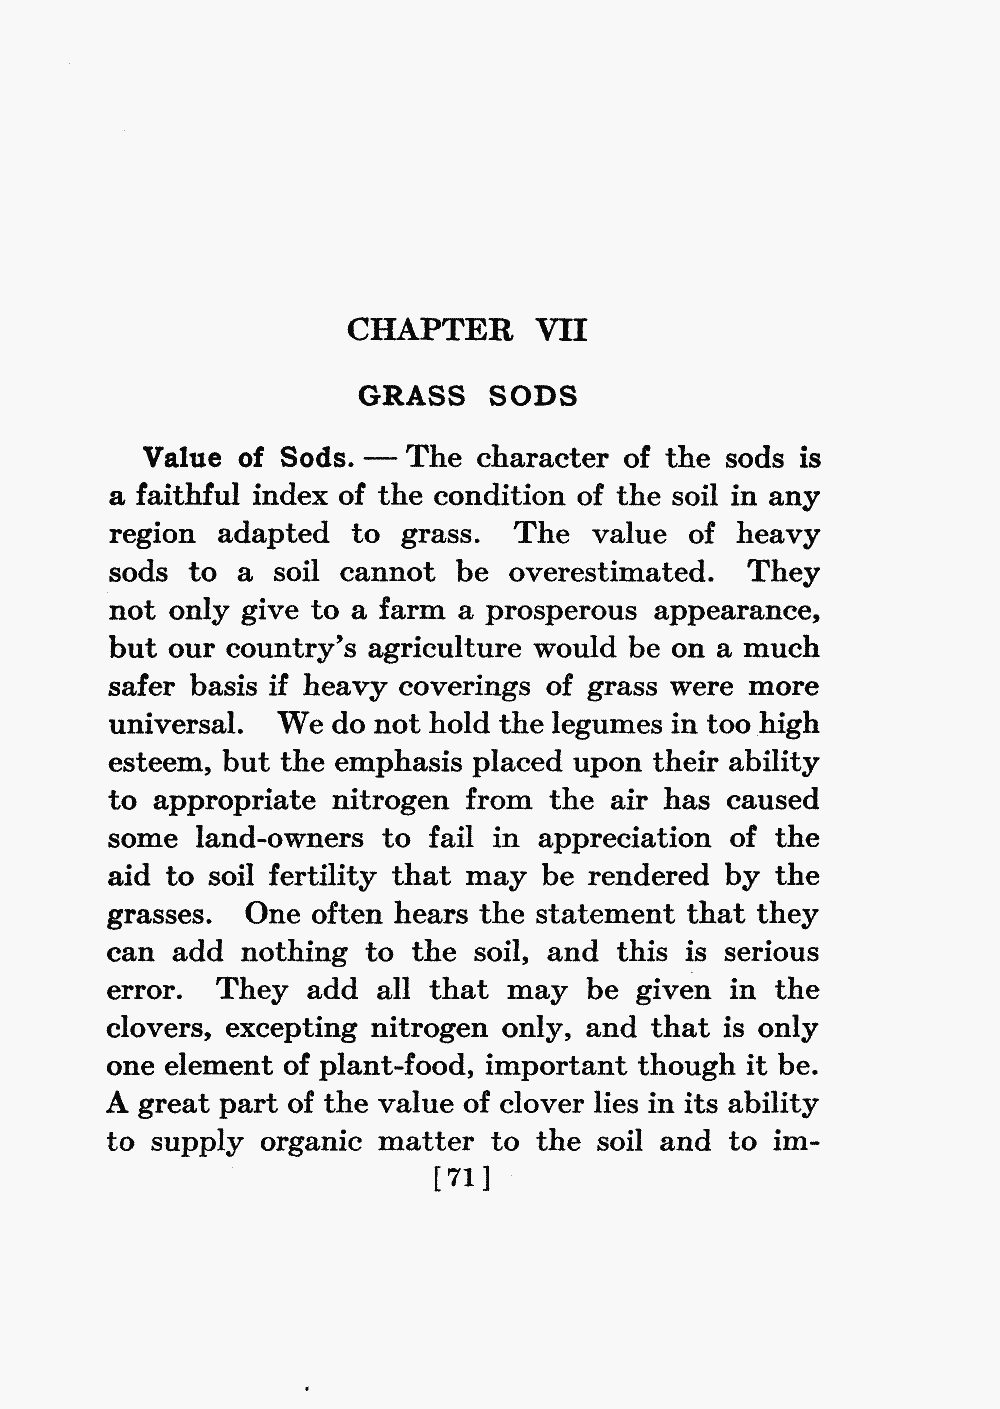 CHAPTER VII
GRASS SODS
Value of Sods. — The character of the sods is
a faithful index of the condition of the soil in any
region adapted to grass. The value of heavy
sods to a soil cannot be overestimated. They
not only give to a farm a prosperous appearance,
but our country's agriculture would be on a much
safer basis if heavy coverings of grass were more
universal. We do not hold the legumes in too high
esteem, but the emphasis placed upon their ability
to appropriate nitrogen from the air has caused
some land-owners to fail in appreciation of the
aid to soil fertility that may be rendered by the
grasses. One often hears the statement that they
can add nothing to the soil, and this is serious
error. They add all that may be given in the
clovers, excepting nitrogen only, and that is only
one element of plant-food, important though it be.
A great part of the value of clover lies in its ability
to supply organic matter to the soil and to im-
[71]